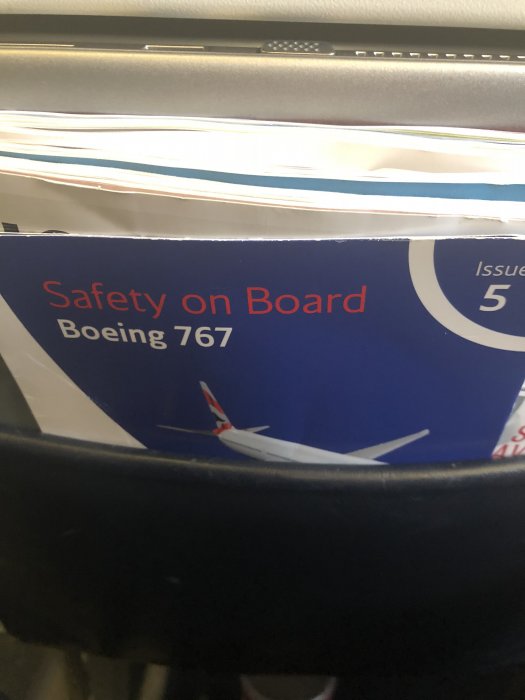 Safety on Board
Boeing 767
Issue
5